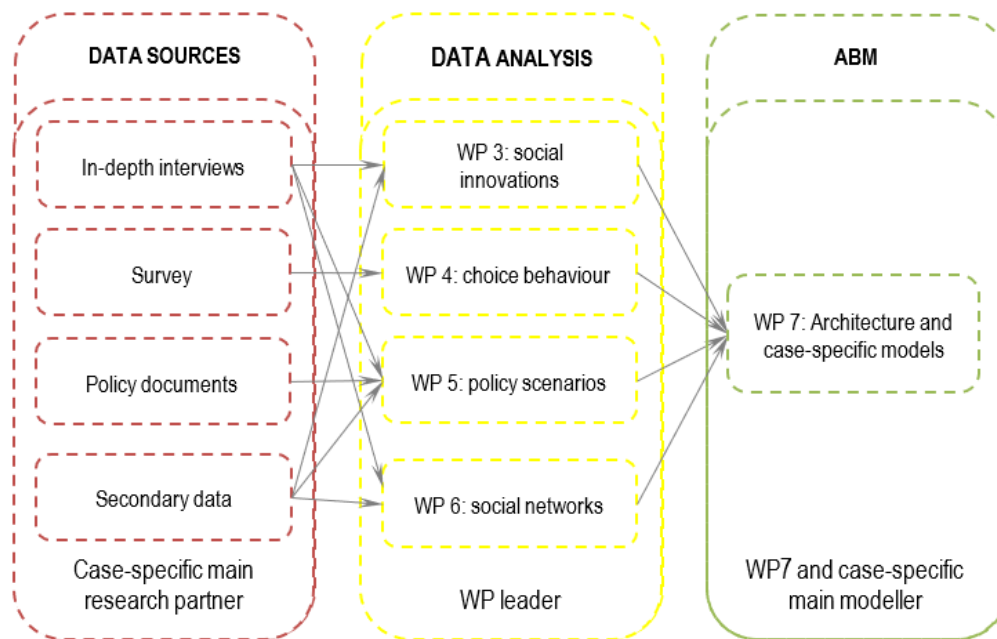 DATA SOURCES
In-depth interviews
Survey
Policy documents
Secondary data
Case-specific main
research partner
DATA ANALYSIS
WP 3: social
innovations
WP 4: choice behaviour
WP 5: policy scenarios
WP 6: social networks
WP leader
ABM
WP 7: Architecture and
case-specific models
WP7 and case-specific
main modeller